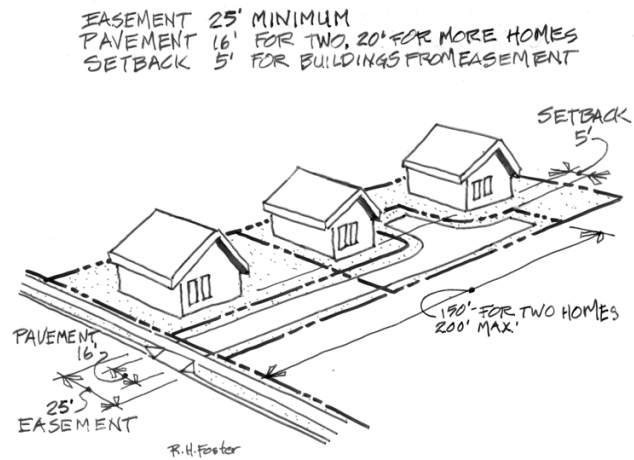 EASEMENT 25' MINIMUM
PAVEMENT 16' FOR TWO, 20' FOR MORE HOMES
SETBACK 5' FOR BUILDINGS FROM EASEMENT
SETBACK
5'
150'-FOR TWO HOMES
200' MAX.
PAVEMENT
16'
25'
EASEMENT
R.H.Foster